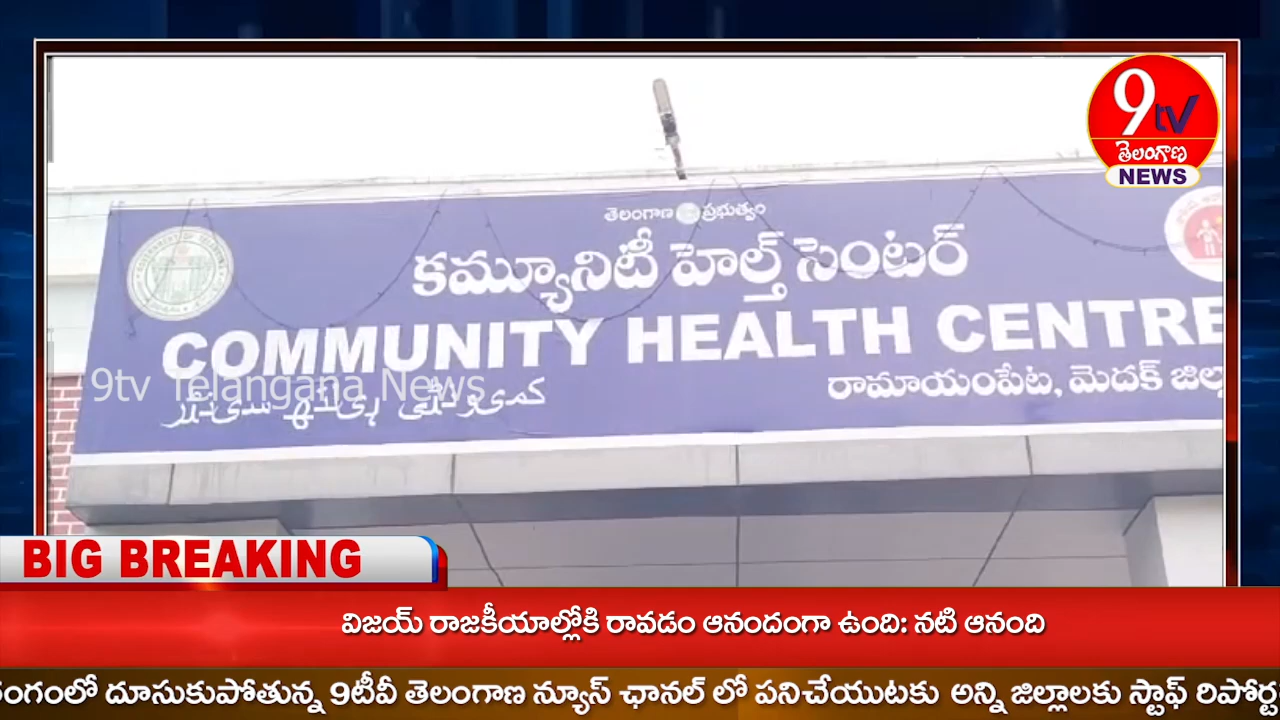 9tv
తెలంగాణ
NEWS
తెలంగాణ ప్రభుత్వం
కమ్యూనిటీ హెల్త్ సెంటర్
COMMUNITY HEALTH CENTRE
రామాయంపేట, మెదక్
9tv Telangana News
BIG BREAKING
విజయ్ రాజకీయాల్లోకి రావడం ఆనందంగా ఉంది: నటి ఆనంది
దూసుకుపోతున్న 9టీవీ తెలంగాణ న్యూస్ ఛానల్ లో పనిచేయుటకు అన్ని జిల్లాలకు స్టాఫ్